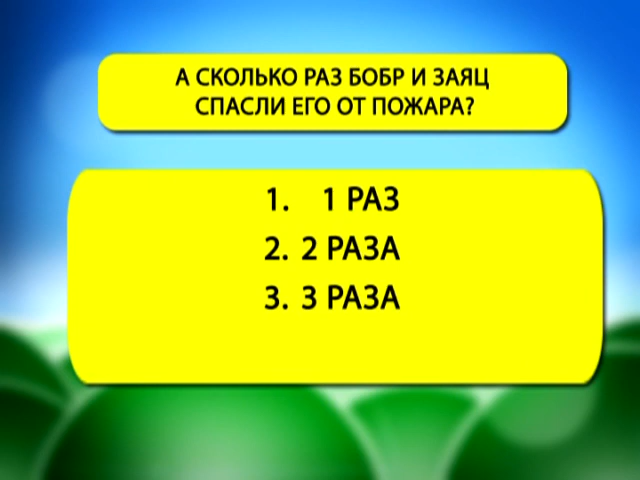 А СКОЛЬКО РАЗ БОБР И ЗАЯЦ
СПАСЛИ ЕГО ОТ ПОЖАРА?
1. 1 РАЗ
2. 2 РАЗА
3. 3 РАЗА